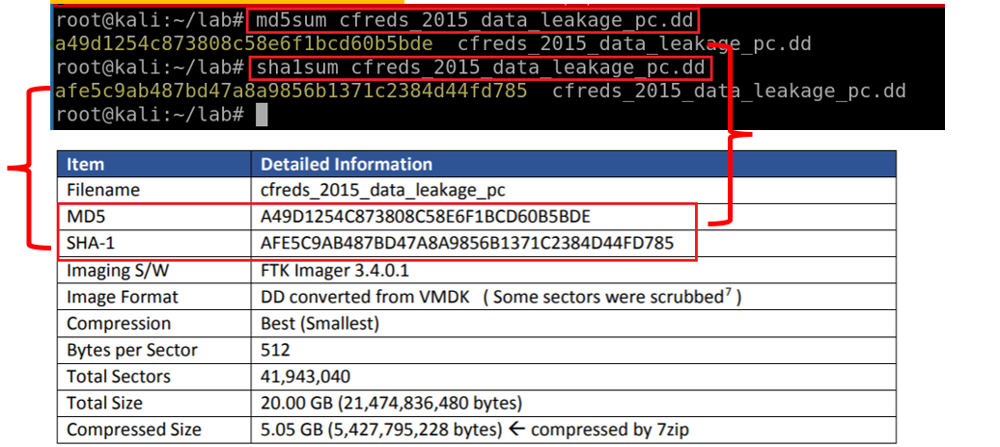 root@kali:~/lab# md5sum cfreds_2015_data_leakage_pc.dd
a49d1254c873808c58e6f1bcd60b5bde  cfreds_2015_data_leakage_pc.dd
root@kali:~/lab# sha1sum cfreds_2015_data_leakage_pc.dd
afe5c9ab487bd47a8a9856b1371c2384d44fd785  cfreds_2015_data_leakage_pc.dd
root@kali:~/lab#
Item Detailed Information
Filename cfreds_2015_data_leakage_pc
MD5 A49D1254C873808C58E6F1BCD60B5BDE
SHA-1 AFE5C9AB487BD47A8A9856B1371C2384D44FD785
Imaging S/W FTK Imager 3.4.0.1
Image Format DD converted from VMDK ( Some sectors were scrubbed⁷ )
Compression Best (Smallest)
Bytes per Sector 512
Total Sectors 41,943,040
Total Size 20.00 GB (21,474,836,480 bytes)
Compressed Size 5.05 GB (5,427,795,228 bytes) ← compressed by 7zip